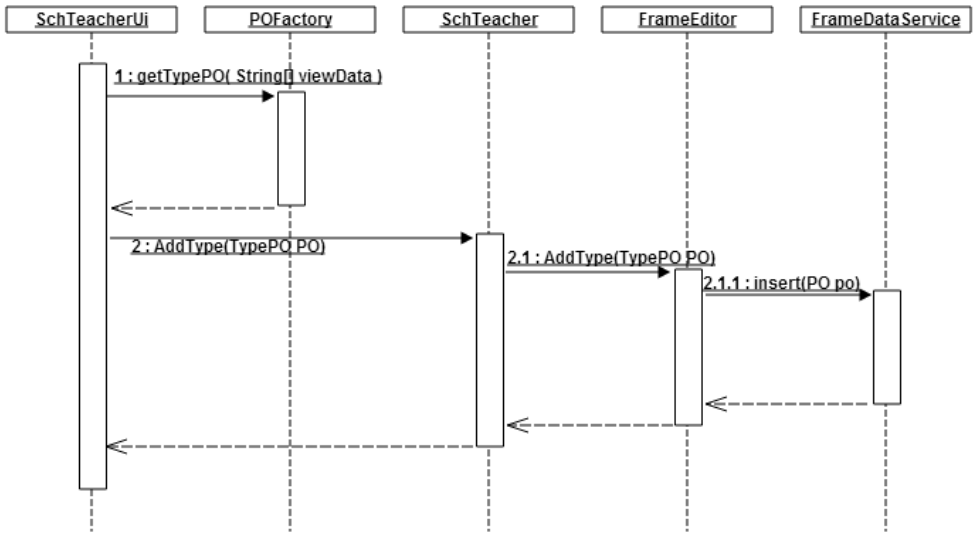 SchTeacherUi
POFactory
SchTeacher
FrameEditor
FrameDataService
1 : getTypePO( String[] viewData )
2 : AddType(TypePO PO)
2.1 : AddType(TypePO PO)
2.1.1 : insert(PO po)